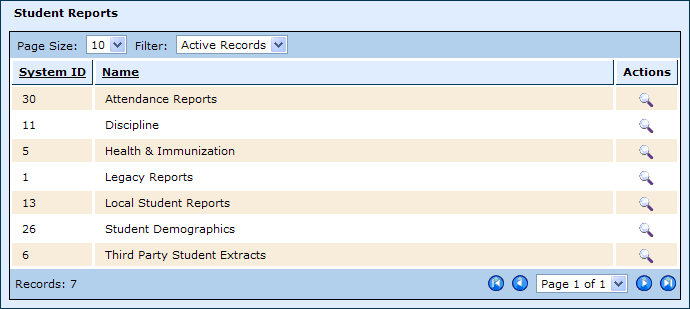 Student Reports
Page Size: 10 Filter: Active Records
System ID Name Actions
30 Attendance Reports
11 Discipline
5 Health & Immunization
1 Legacy Reports
13 Local Student Reports
26 Student Demographics
6 Third Party Student Extracts
Records: 7 Page 1 of 1